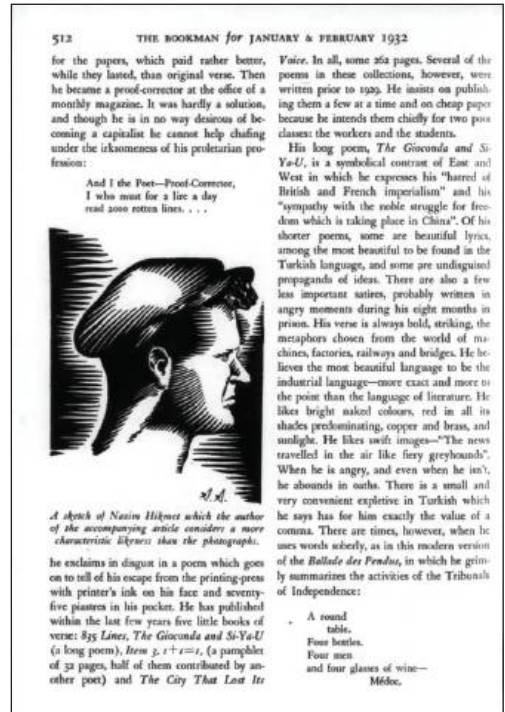 512 THE BOOKMAN for JANUARY & FEBRUARY 1932
for the papers, which paid rather better,
while they lasted, than original verse. Then
he became a proof-corrector at the office of a
monthly magazine. It was hardly a solution,
and though he is in no way desirous of be-
coming a capitalist he cannot help chafing
under the irksomeness of his proletarian pro-
fession:
And I the Poet—Proof-Corrector,
I who must for a lire a day
read 2000 rotten lines. . . .
A sketch of Nazim Hikmet which the author
of the accompanying article considers a more
characteristic likeness than the photographs.
he exclaims in disgust in a poem which goes
on to tell of his escape from the printing-press
with printer's ink on his face and seventy-
five piastres in his pocket. He has published
within the last few years five little books of
verse: 835 Lines, The Gioconda and Si-Ya-U
(a long poem), Item 3, 1+1=1, (a pamphlet
of 32 pages, half of them contributed by an-
other poet) and The City That Lost Its
Voice. In all, some 262 pages. Several of the
poems in these collections, however, were
written prior to 1929. He insists on publish-
ing them a few at a time and on cheap paper
because he intends them chiefly for two poor
classes: the workers and the students.
His long poem, The Gioconda and Si-
Ya-U, is a symbolical contrast of East and
West in which he expresses his "hatred of
British and French imperialism" and his
"sympathy with the noble struggle for free-
dom which is taking place in China". Of his
shorter poems, some are beautiful lyrics,
among the most beautiful to be found in the
Turkish language, and some are undisguised
propaganda of ideas. There are also a few
less important satires, probably written in
angry moments during his eight months in
prison. His verse is always bold, striking, the
metaphors chosen from the world of ma-
chines, factories, railways and bridges. He be-
lieves the most beautiful language to be the
industrial language—more exact and more to
the point than the language of literature. He
likes bright naked colours, red in all its
shades predominating, copper and brass, and
sunlight. He likes swift images—"The news
travelled in the air like fiery greyhounds".
When he is angry, and even when he isn't,
he abounds in oaths. There is a small and
very convenient expletive in Turkish which
he says has for him exactly the value of a
comma. There are times, however, when he
uses words soberly, as in this modern version
of the Ballade des Pendus, in which he grim-
ly summarizes the activities of the Tribunals
of Independence:
A round
table.
Four bottles.
Four men
and four glasses of wine—
Médoc.